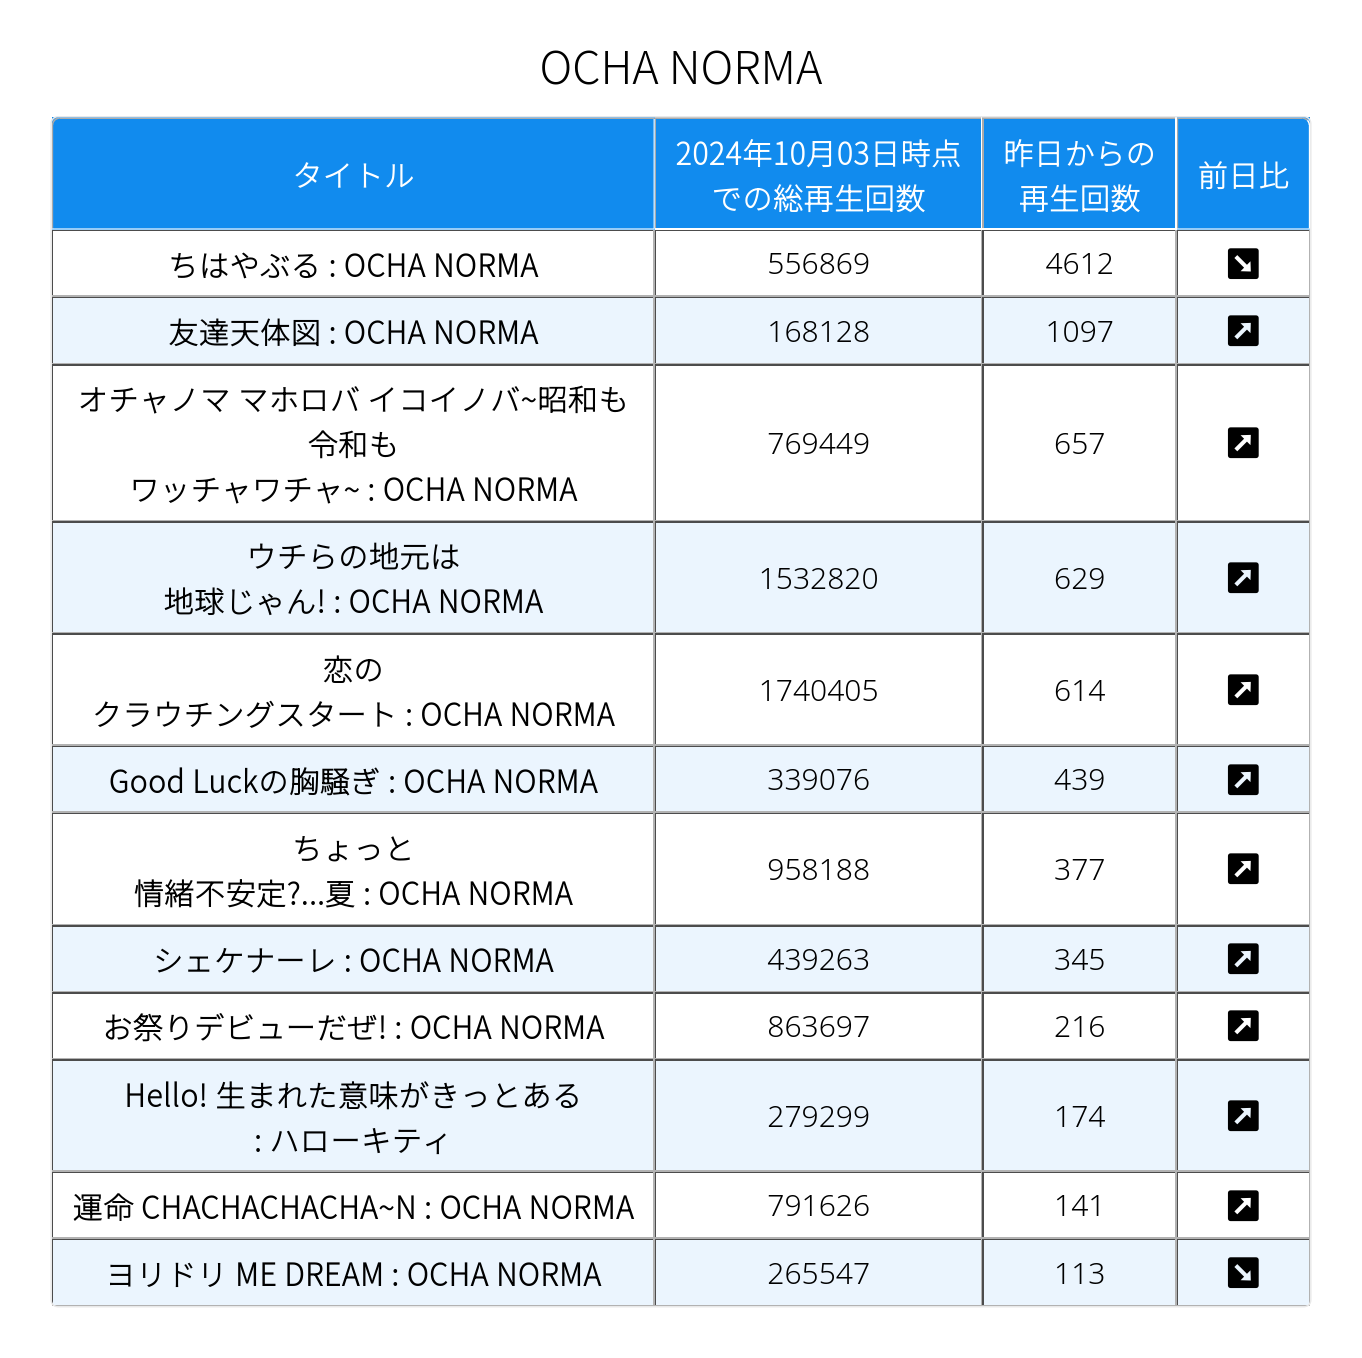 OCHA NORMA
タイトル
2024年10月03日時点
での総再生回数
昨日からの
再生回数
前日比
ちはやぶる : OCHA NORMA
556869
4612
友達天体図 : OCHA NORMA
168128
1097
オチャノマ マホロバ イコイノバ~昭和も
令和も
ワッチャワチャ~ : OCHA NORMA
769449
657
ウチらの地元は
地球じゃん! : OCHA NORMA
1532820
629
恋の
クラウチングスタート : OCHA NORMA
1740405
614
Good Luckの胸騒ぎ : OCHA NORMA
339076
439
ちょっと
情緒不安定?...夏 : OCHA NORMA
958188
377
シェケナーレ : OCHA NORMA
439263
345
お祭りデビューだぜ! : OCHA NORMA
863697
216
Hello! 生まれた意味がきっとある
: ハローキティ
279299
174
運命 CHACHACHACHA~N : OCHA NORMA
791626
141
ヨリドリ ME DREAM : OCHA NORMA
265547
113